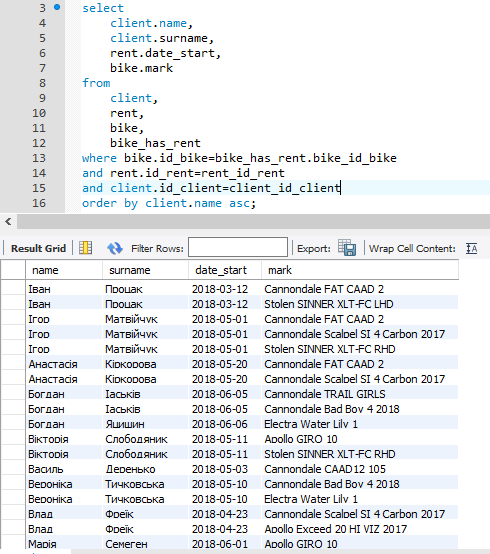 3 select
4 client.name,
5 client.surname,
6 rent.date_start,
7 bike.mark
8 from
9 client,
10 rent,
11 bike,
12 bike_has_rent
13 where bike.id_bike=bike_has_rent.bike_id_bike
14 and rent.id_rent=rent_id_rent
15 and client.id_client=client_id_client
16 order by client.name asc;
Result Grid Filter Rows: Export: Wrap Cell Content:
name surname date_start mark
Іван Процак 2018-03-12 Cannondale FAT CAAD 2
Іван Процак 2018-03-12 Stolen SINNER XLT-FC LHD
Ігор Матвійчук 2018-05-01 Cannondale FAT CAAD 2
Ігор Матвійчук 2018-05-01 Cannondale Scalpel SI 4 Carbon 2017
Ігор Матвійчук 2018-05-01 Stolen SINNER XLT-FC RHD
Анастасія Кіркорова 2018-05-20 Cannondale FAT CAAD 2
Анастасія Кіркорова 2018-05-20 Cannondale Scalpel SI 4 Carbon 2017
Богдан Іаськів 2018-06-05 Cannondale TRAIL GIRLS
Богдан Іаськів 2018-06-05 Cannondale Bad Boy 4 2018
Богдан Яцишин 2018-06-06 Electra Water Lily 1
Вікторія Слободяник 2018-05-11 Apollo GIRO 10
Вікторія Слободяник 2018-05-11 Stolen SINNER XLT-FC RHD
Василь Деренько 2018-05-03 Cannondale CAAD12 105
Вероніка Тичковська 2018-05-10 Cannondale Bad Boy 4 2018
Вероніка Тичковська 2018-05-10 Electra Water Lily 1
Влад Фреїк 2018-04-23 Cannondale Scalpel SI 4 Carbon 2017
Влад Фреїк 2018-04-23 Apollo Exceed 20 HI VIZ 2017
Марія Семеген 2018-06-01 Apollo GIRO 10